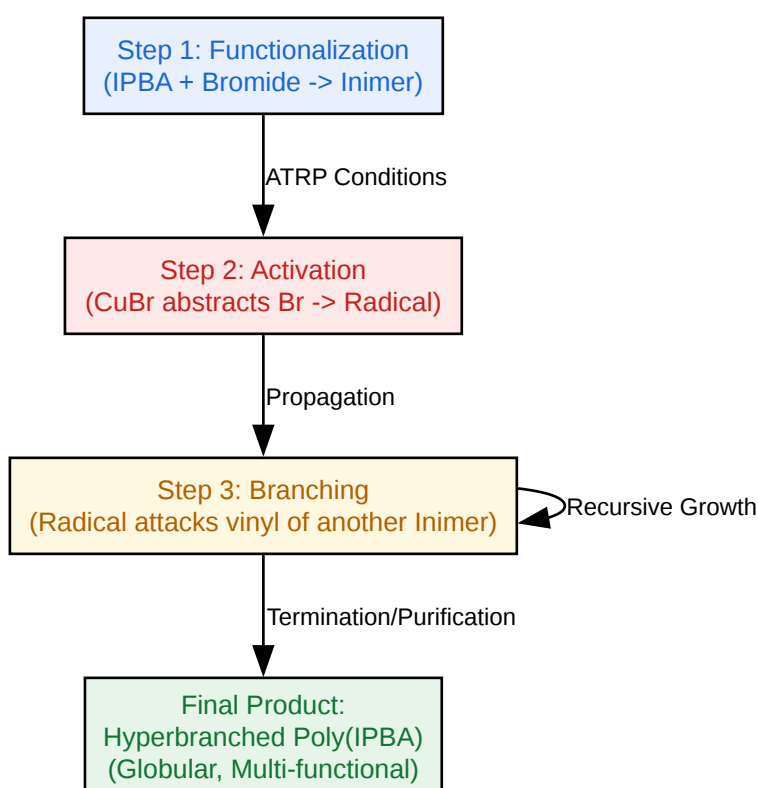 Step 1: Functionalization
(IPBA + Bromide -> Inimer)
ATRP Conditions
Step 2: Activation
(CuBr abstracts Br -> Radical)
Propagation
Step 3: Branching
(Radical attacks vinyl of another Inimer)
Recursive Growth
Termination/Purification
Final Product:
Hyperbranched Poly(IPBA)
(Globular, Multi-functional)